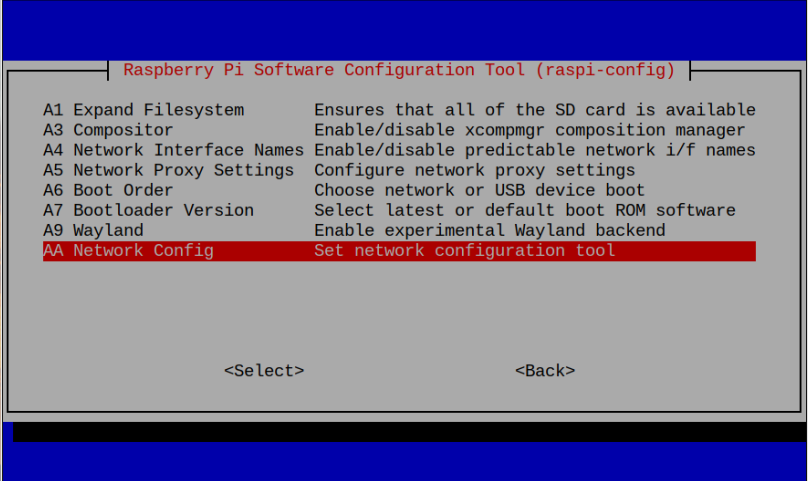 Raspberry Pi Software Configuration Tool (raspi-config)
A1 Expand Filesystem Ensures that all of the SD card is available
A3 Compositor Enable/disable xcompmgr composition manager
A4 Network Interface Names Enable/disable predictable network i/f names
A5 Network Proxy Settings Configure network proxy settings
A6 Boot Order Choose network or USB device boot
A7 Bootloader Version Select latest or default boot ROM software
A9 Wayland Enable experimental Wayland backend
AA Network Config Set network configuration tool
<Select> <Back>